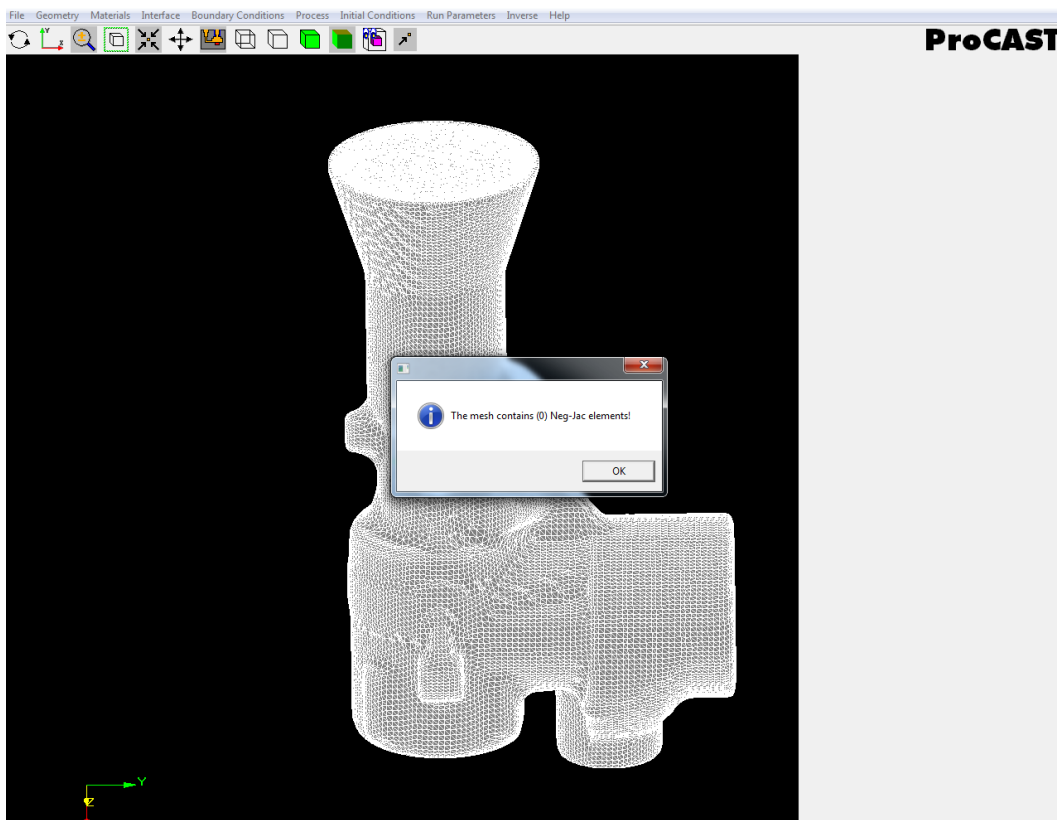 File Geometry Materials Interface Boundary Conditions Process Initial Conditions Run Parameters Inverse Help
ProCAST
The mesh contains (0) Neg-Jac elements!
OK
Y
Z